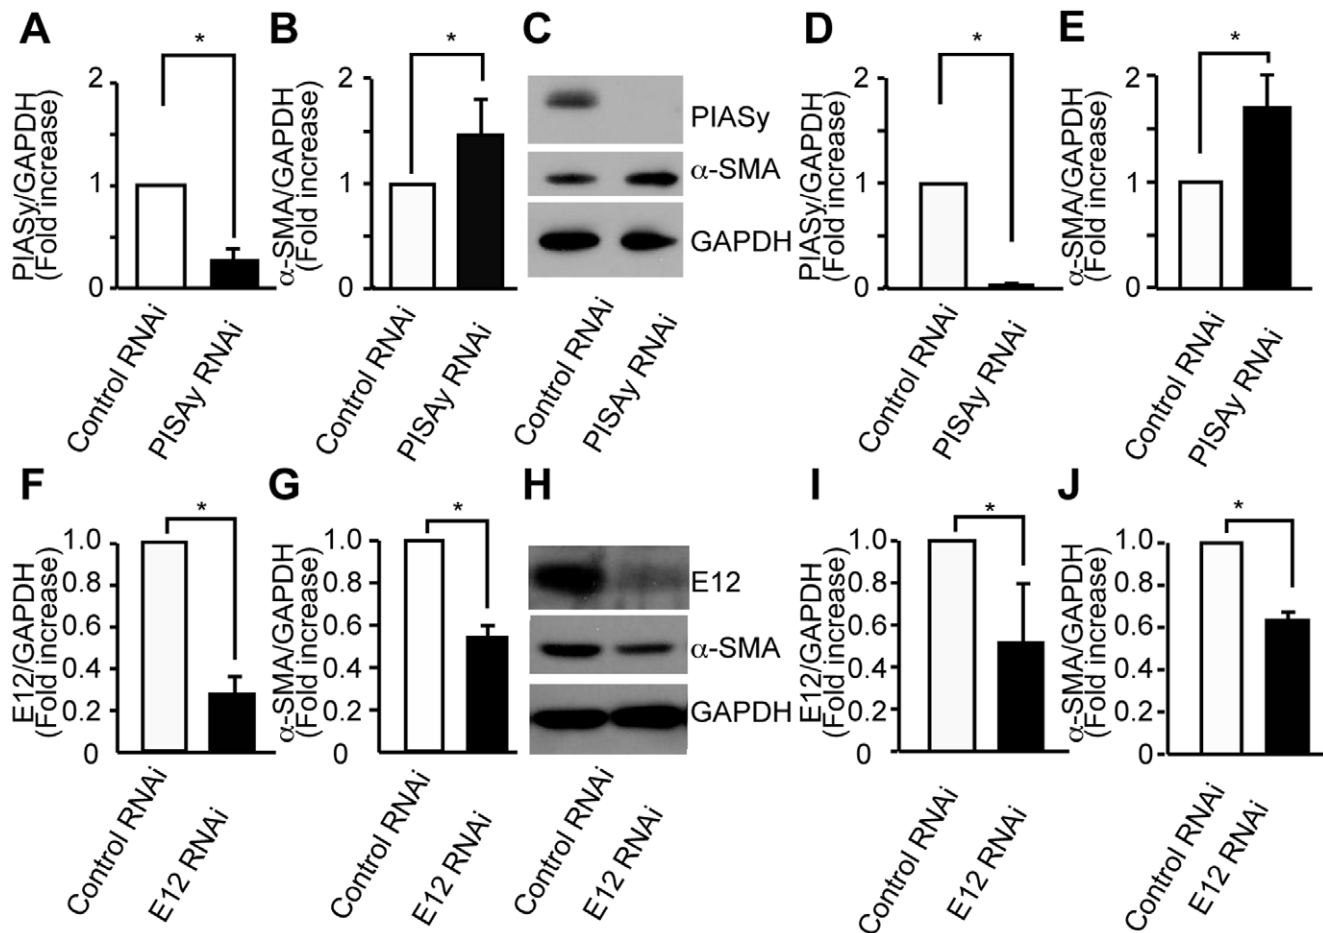 A
*
PIASy/GAPDH
(Fold increase)
2
1
0
Control RNAi
PISAy RNAi
B
*
α-SMA/GAPDH
(Fold increase)
2
1
0
Control RNAi
PISAy RNAi
C
PIASy
α-SMA
GAPDH
Control RNAi
PISAy RNAi
D
*
PIASy/GAPDH
(Fold increase)
2
1
0
Control RNAi
PISAy RNAi
E
*
α-SMA/GAPDH
(Fold increase)
2
1
0
Control RNAi
PISAy RNAi
F
*
E12/GAPDH
(Fold increase)
1.0
0.8
0.6
0.4
0.2
0
Control RNAi
E12 RNAi
G
*
α-SMA/GAPDH
(Fold increase)
1.0
0.8
0.6
0.4
0.2
0
Control RNAi
E12 RNAi
H
E12
α-SMA
GAPDH
Control RNAi
E12 RNAi
I
*
E12/GAPDH
(Fold increase)
1.0
0.8
0.6
0.4
0.2
0
Control RNAi
E12 RNAi
J
*
α-SMA/GAPDH
(Fold increase)
1.0
0.8
0.6
0.4
0.2
0
Control RNAi
E12 RNAi